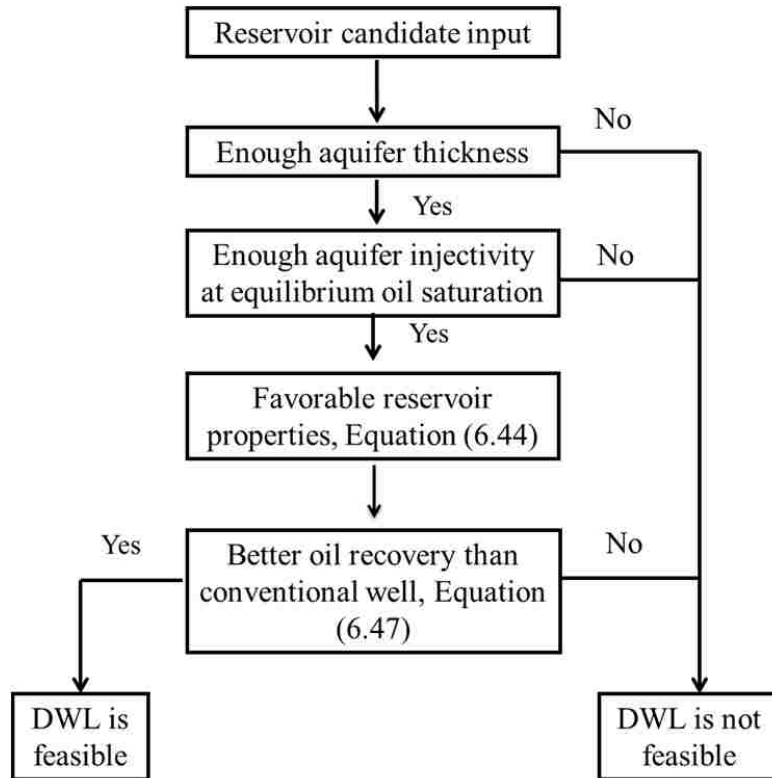 Reservoir candidate input
No
Enough aquifer thickness
Yes
Enough aquifer injectivity
at equilibrium oil saturation
No
Yes
Favorable reservoir
properties, Equation (6.44)
Yes
Better oil recovery than
conventional well, Equation
(6.47)
No
DWL is
feasible
DWL is not
feasible